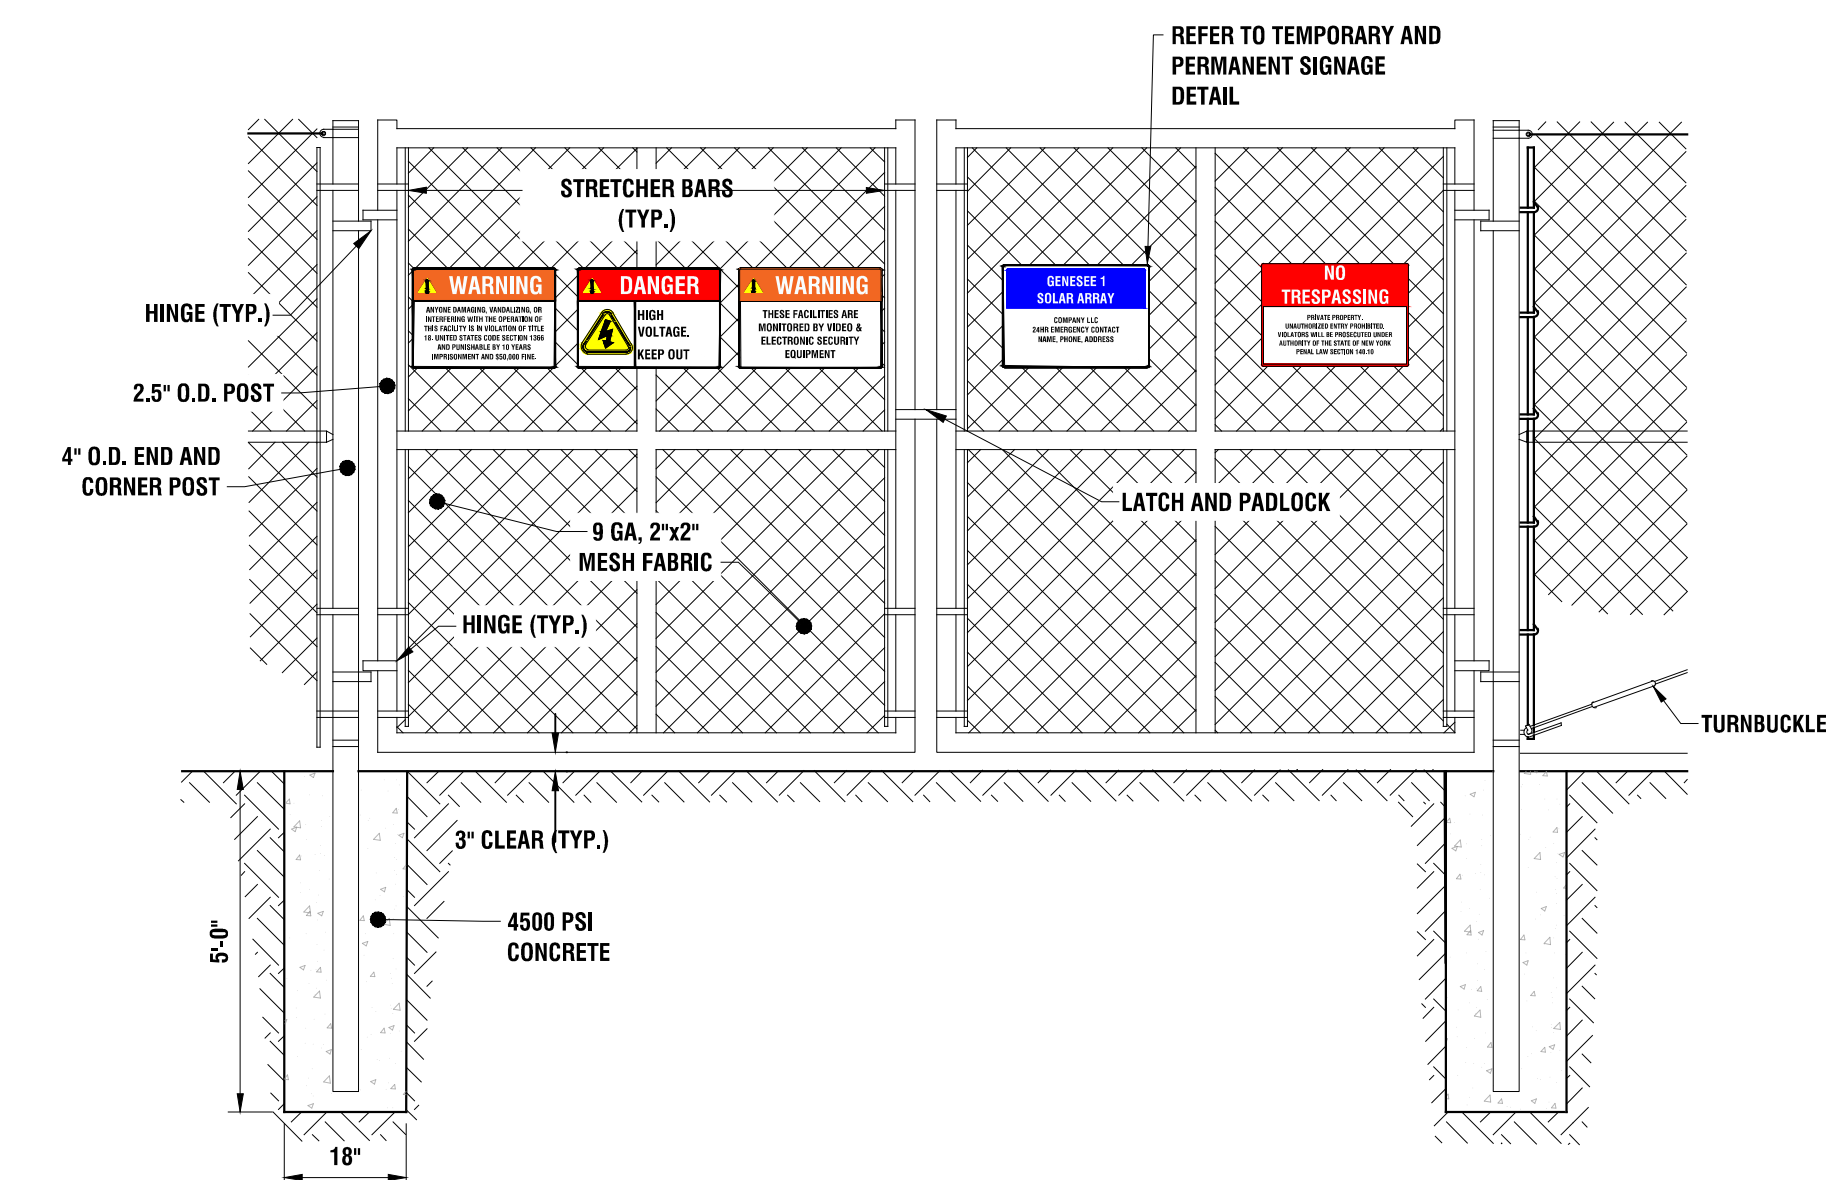 REFER TO TEMPORARY AND
PERMANENT SIGNAGE
DETAIL
STRETCHER BARS
(TYP.)
WARNING
ANYONE DAMAGING, VANDALIZING, OR
INTERFERING WITH THE OPERATION OF
THIS FACILITY IS IN VIOLATION OF TITLE
18. UNITED STATES CODE SECTION 1366
AND PUNISHABLE BY 10 YEARS
IMPRISONMENT AND $50,000 FINE.
DANGER
HIGH
VOLTAGE.
KEEP OUT
WARNING
THESE FACILITIES ARE
MONITORED BY VIDEO &
ELECTRONIC SECURITY
EQUIPMENT
GENESEE 1
SOLAR ARRAY
COMPANY LLC
24HR EMERGENCY CONTACT
NAME, PHONE, ADDRESS
NO
TRESPASSING
PRIVATE PROPERTY.
UNAUTHORIZED ENTRY PROHIBITED.
VIOLATORS WILL BE PROSECUTED UNDER
AUTHORITY OF THE STATE OF NEW YORK
PENAL LAW SECTION 140.10
HINGE (TYP.)
2.5" O.D. POST
4" O.D. END AND
CORNER POST
LATCH AND PADLOCK
9 GA, 2"x2"
MESH FABRIC
HINGE (TYP.)
TURNBUCKLE
3" CLEAR (TYP.)
4500 PSI
CONCRETE
5'-0"
18"